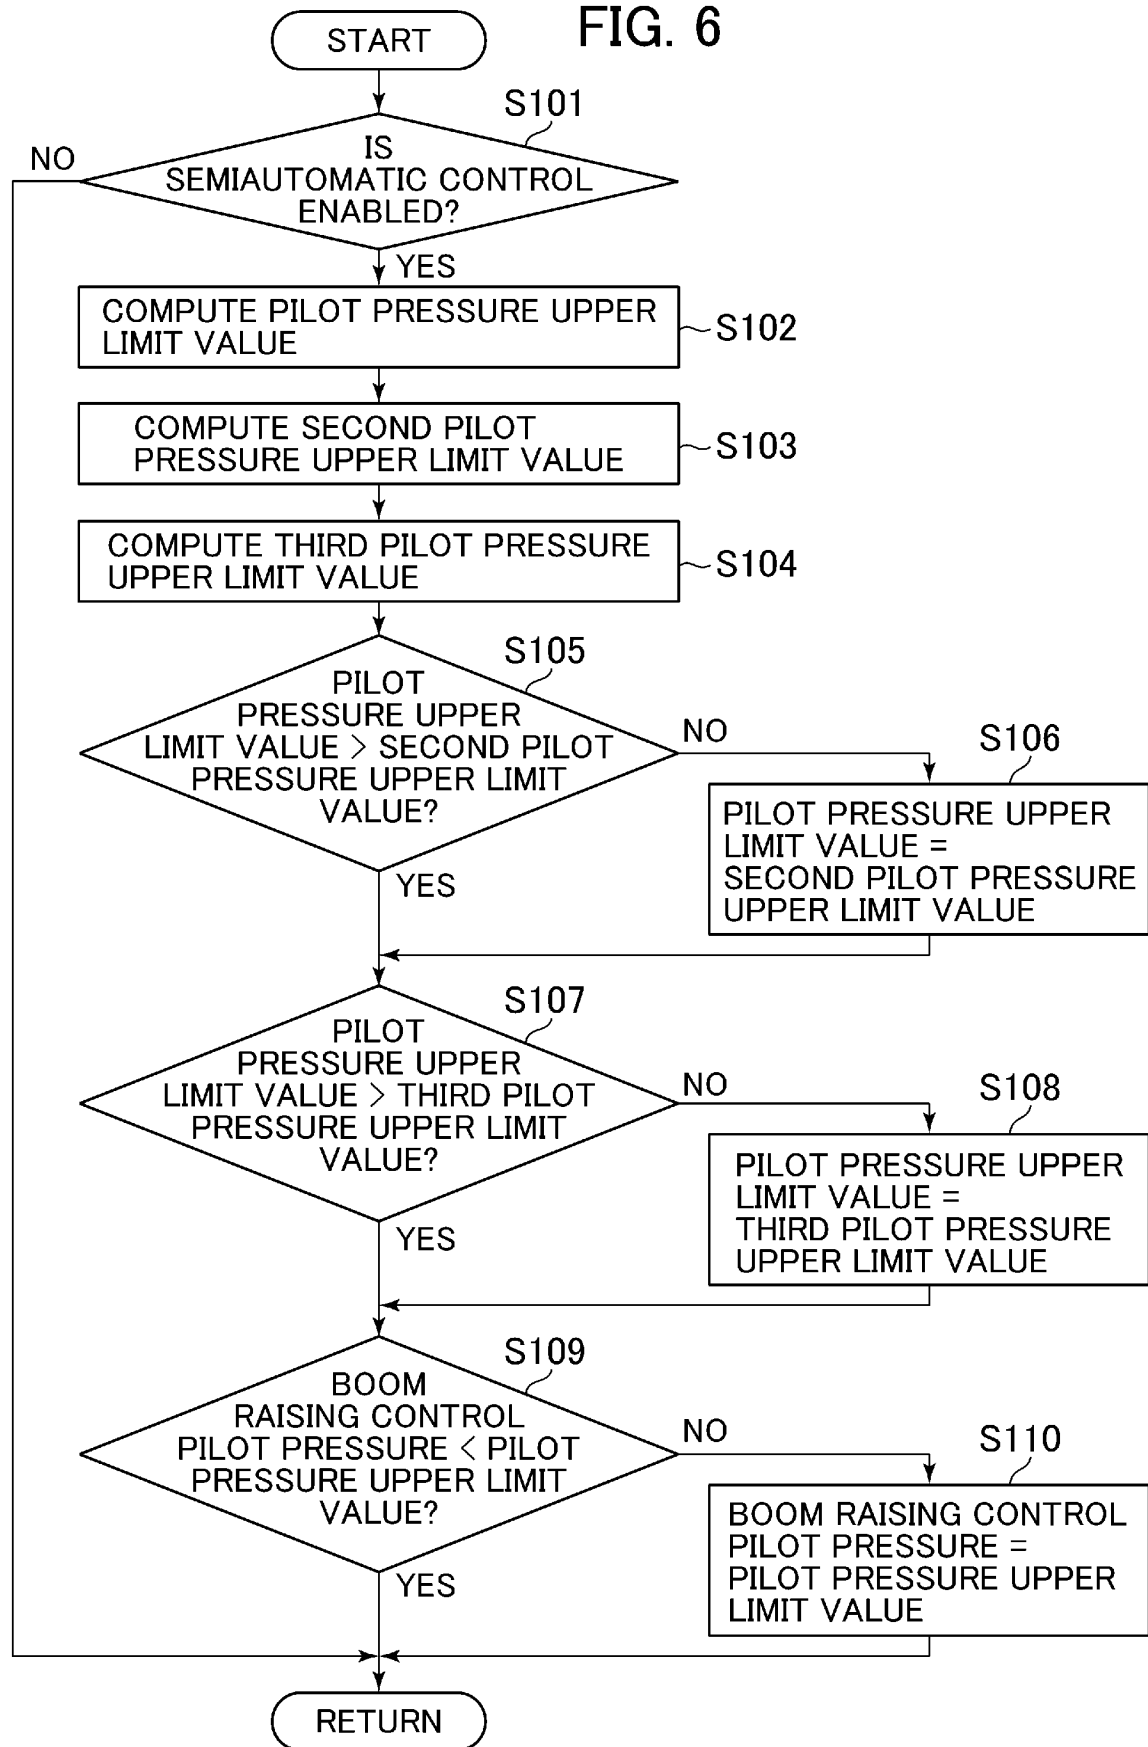 FIG. 6
START
S101
IS
SEMIAUTOMATIC CONTROL
ENABLED?
NO
YES
COMPUTE PILOT PRESSURE UPPER
LIMIT VALUE
S102
COMPUTE SECOND PILOT
PRESSURE UPPER LIMIT VALUE
S103
COMPUTE THIRD PILOT PRESSURE
UPPER LIMIT VALUE
S104
S105
PILOT
PRESSURE UPPER
LIMIT VALUE > SECOND PILOT
PRESSURE UPPER LIMIT
VALUE?
NO
YES
S106
PILOT PRESSURE UPPER
LIMIT VALUE =
SECOND PILOT PRESSURE
UPPER LIMIT VALUE
S107
PILOT
PRESSURE UPPER
LIMIT VALUE > THIRD PILOT
PRESSURE UPPER LIMIT
VALUE?
NO
YES
S108
PILOT PRESSURE UPPER
LIMIT VALUE =
THIRD PILOT PRESSURE
UPPER LIMIT VALUE
S109
BOOM
RAISING CONTROL
PILOT PRESSURE < PILOT
PRESSURE UPPER LIMIT
VALUE?
NO
YES
S110
BOOM RAISING CONTROL
PILOT PRESSURE =
PILOT PRESSURE UPPER
LIMIT VALUE
RETURN